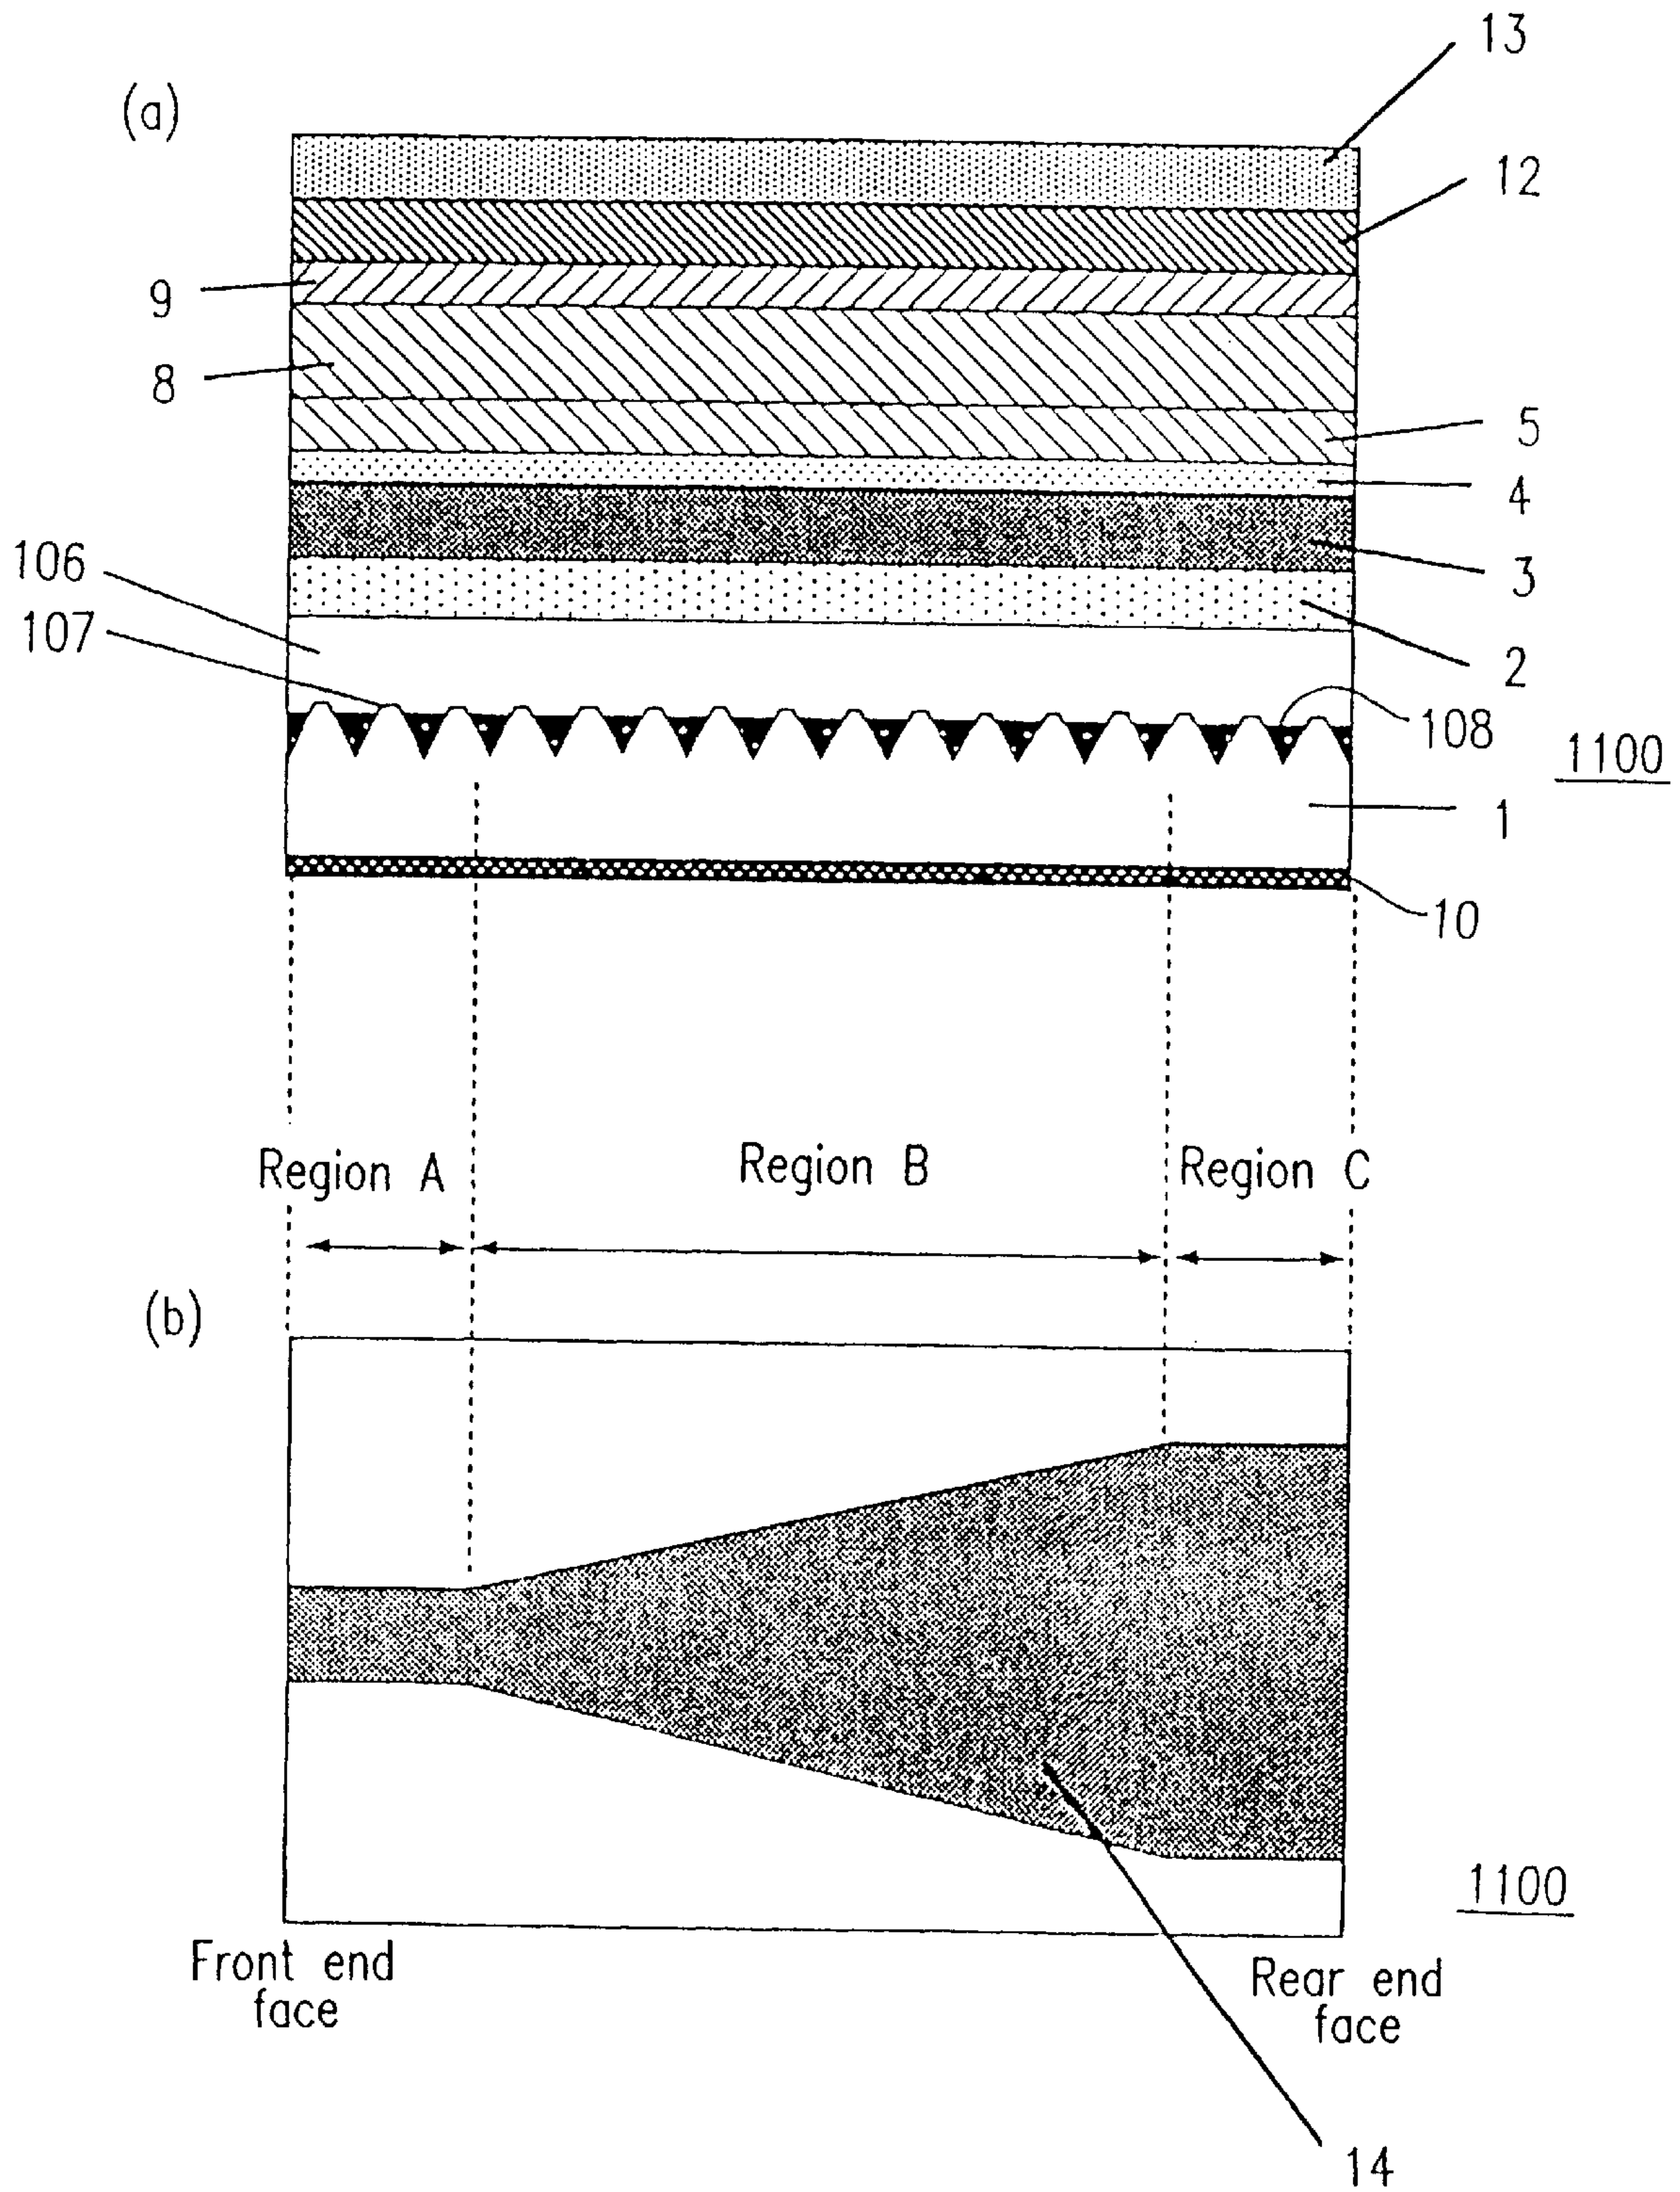 (a)
13
12
9
8
5
4
3
106
107
2
108
1100
1
10
Region A
Region B
Region C
(b)
1100
Front end
face
Rear end
face
14